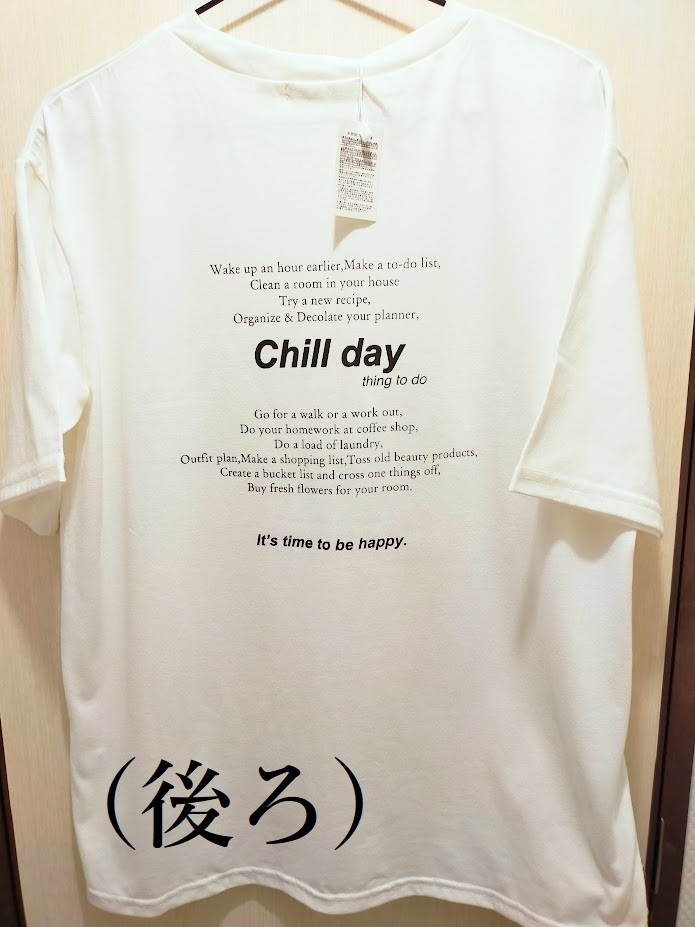 Wake up an hour earlier,Make a to-do list,
Clean a room in your house
Try a new recipe,
Organize & Decolate your planner,
Chill day
thing to do
Go for a walk or a work out,
Do your homework at coffee shop,
Do a load of laundry,
Outfit plan,Make a shopping list,Toss old beauty products,
Create a bucket list and cross one things off,
Buy fresh flowers for your room.
It's time to be happy.
(後ろ)